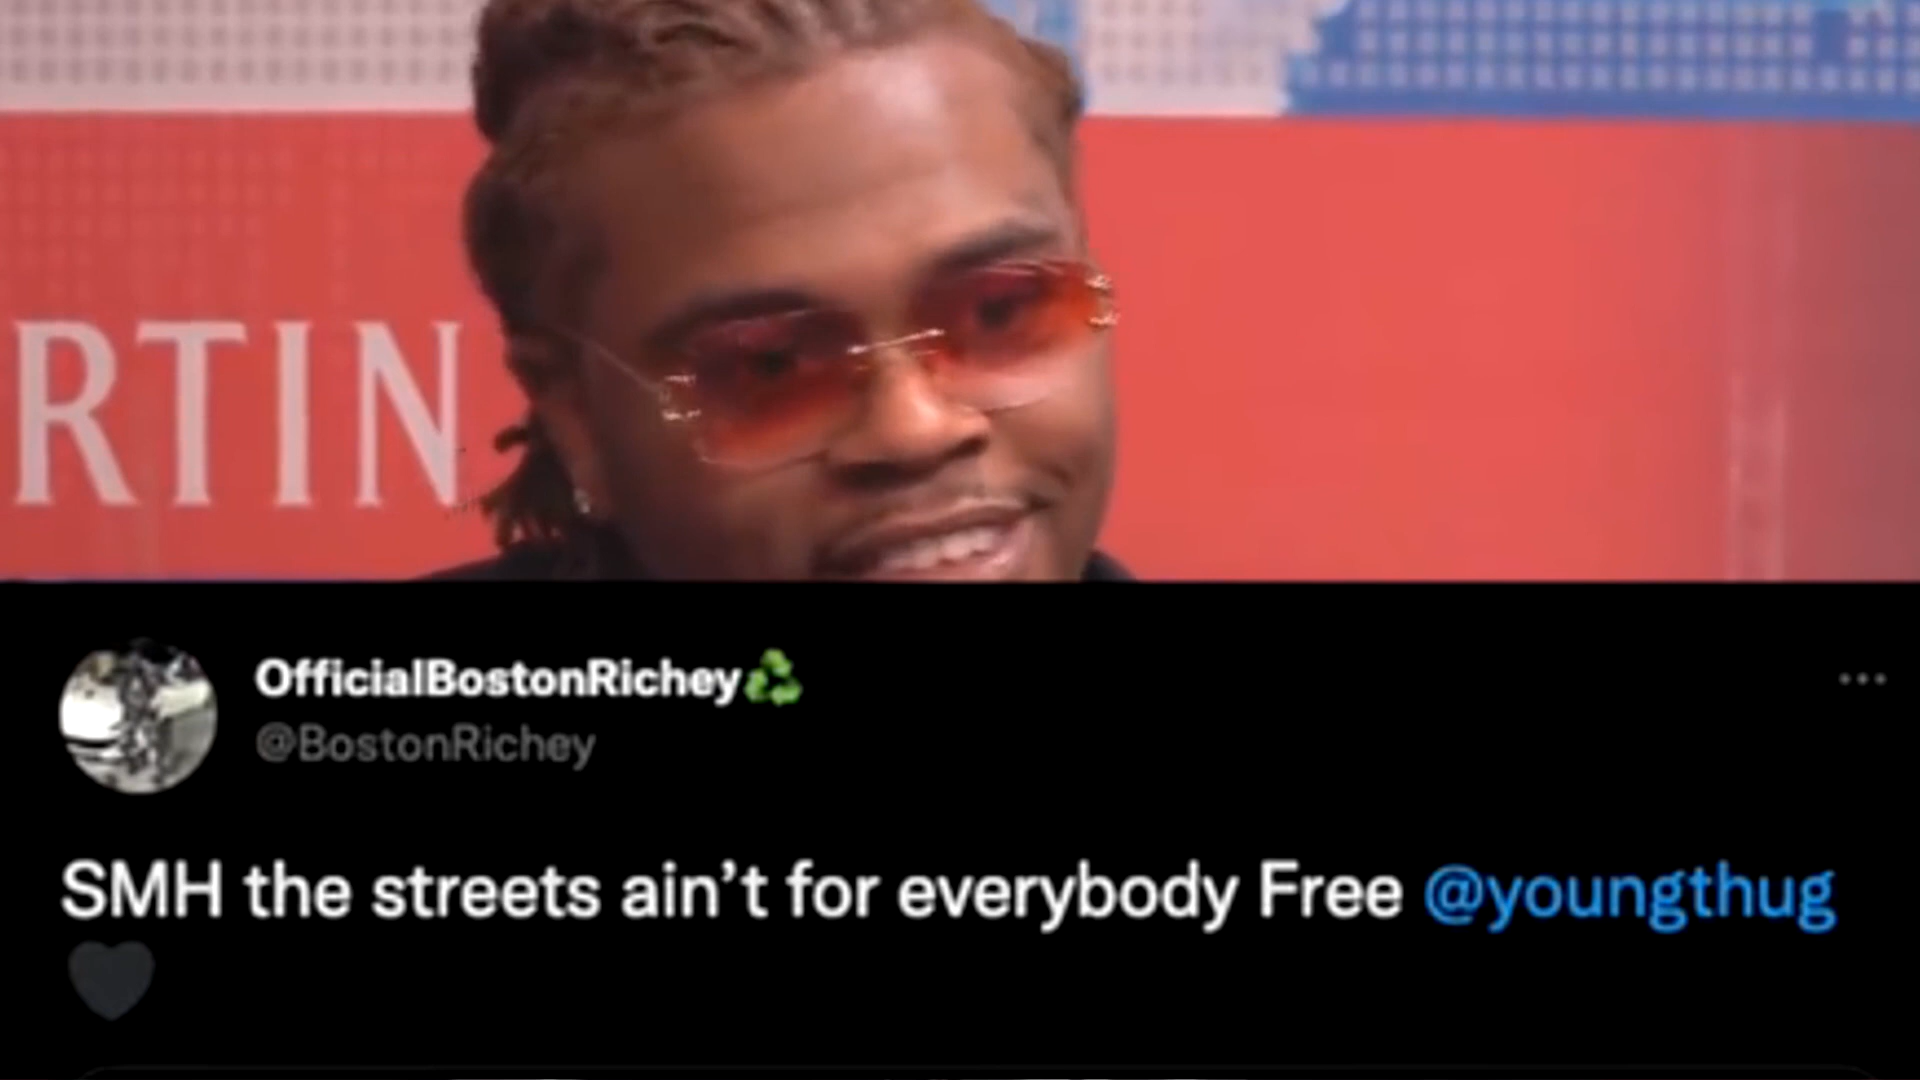 RTIN
OfficialBostonRichey♻
@BostonRichey
SMH the streets ain’t for everybody Free @youngthug
🖤